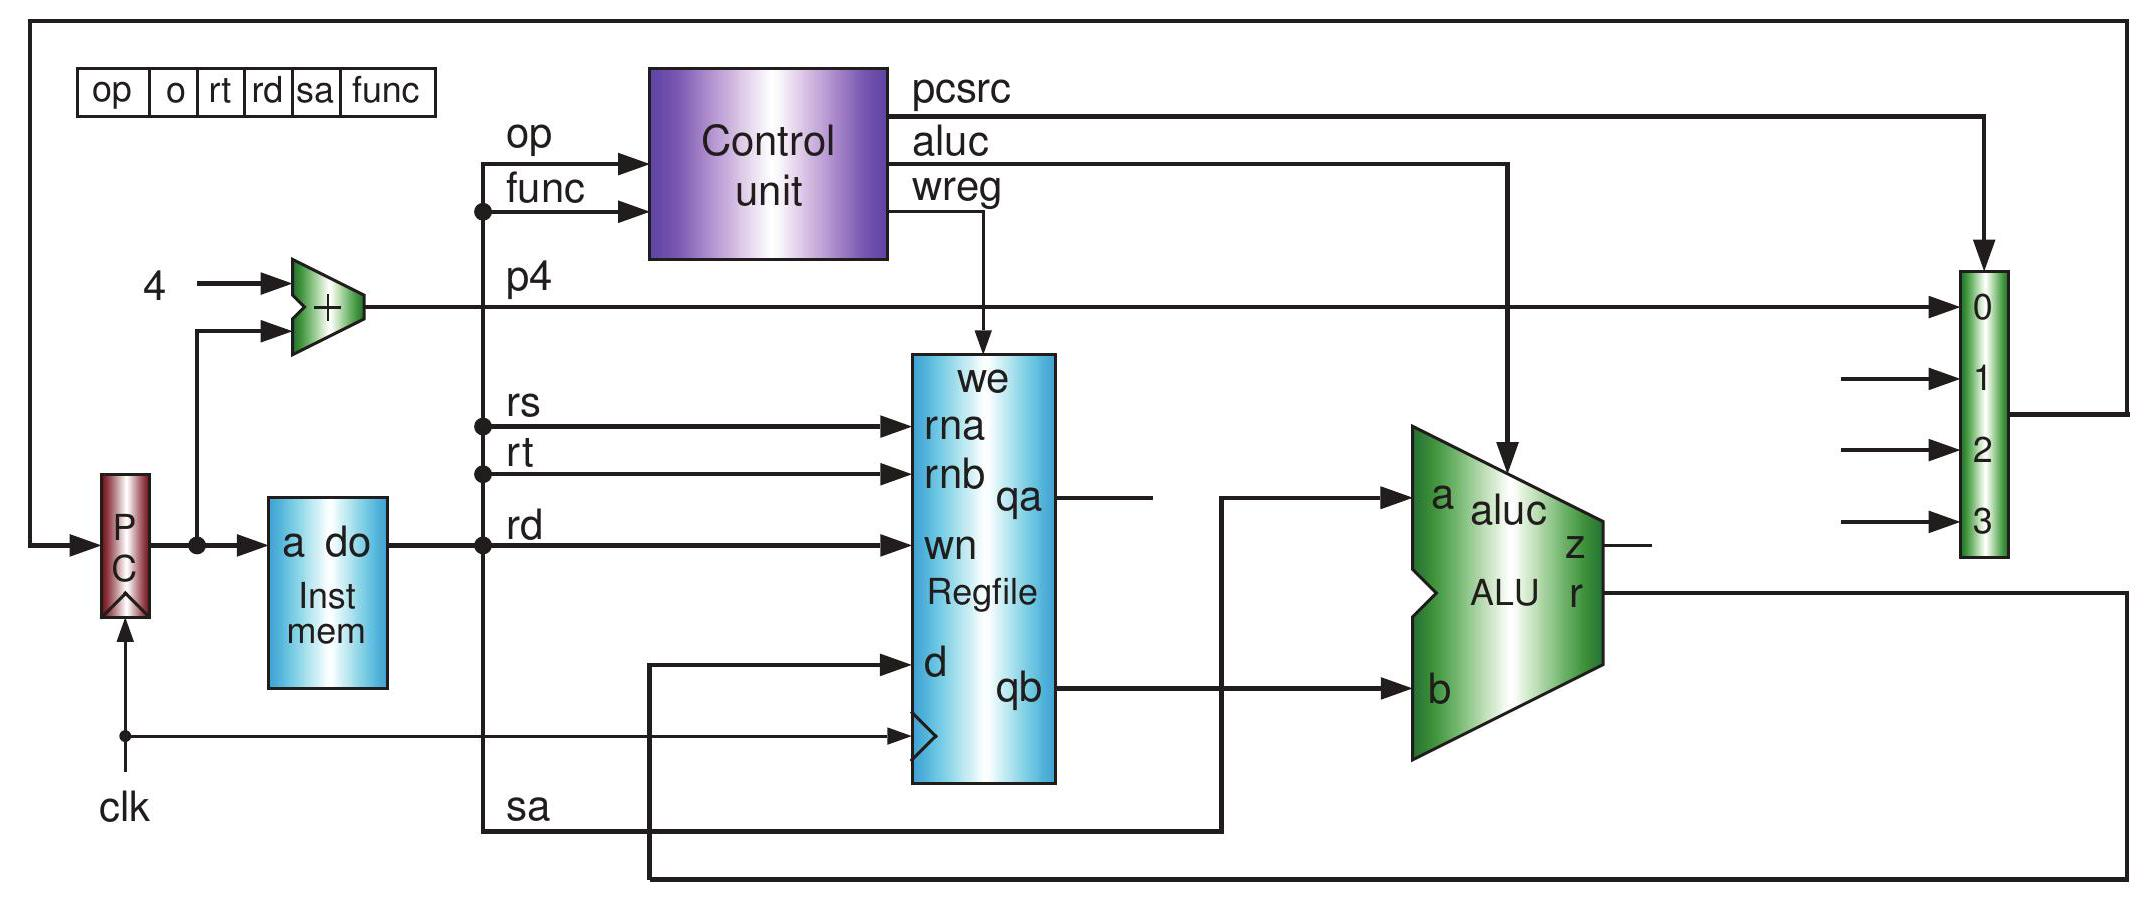 op o rt rd sa func
Control
unit
pcsrc
aluc
wreg
op
func
4
+
p4
0
1
2
3
rs
rt
rd
sa
we
rna
rnb
qa
wn
Regfile
d
qb
P
C
a do
Inst
mem
clk
a aluc
z
ALU r
b